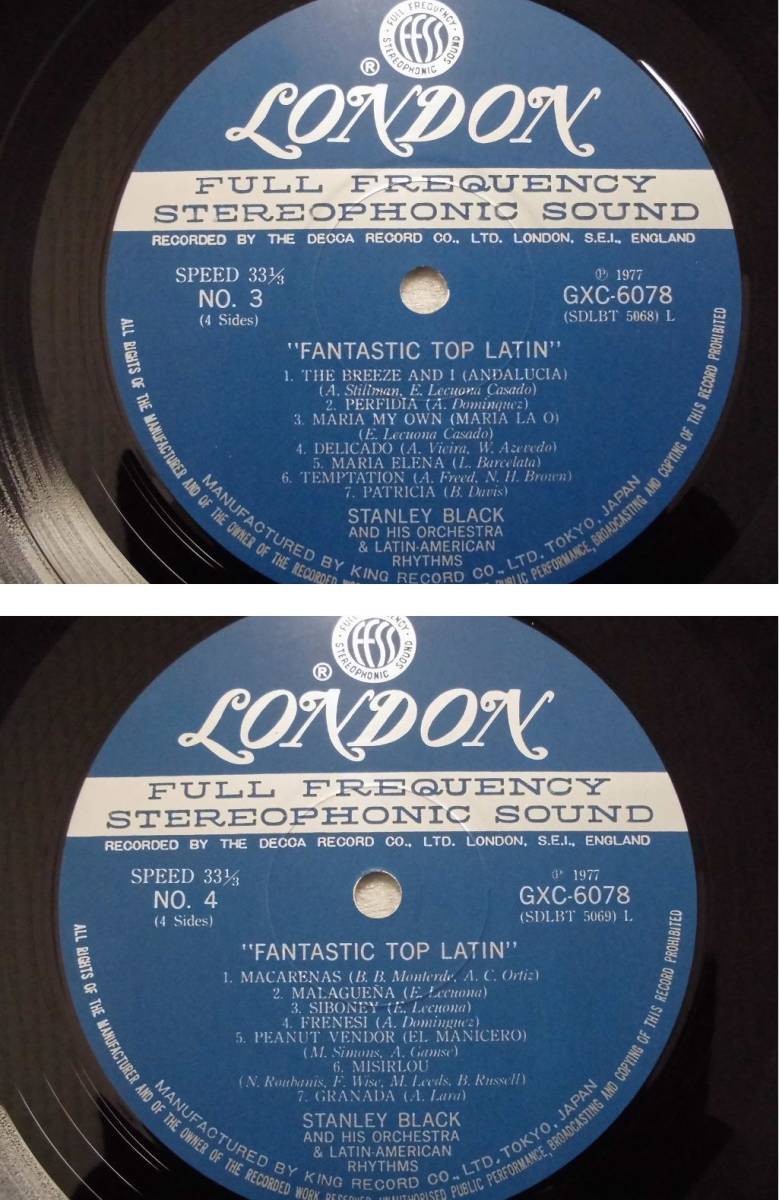 FULL FREQUENCY
ffss
STEREOPHONIC SOUND
®
LONDON
FULL FREQUENCY
STEREOPHONIC SOUND
RECORDED BY THE DECCA RECORD CO., LTD. LONDON, S.E.I., ENGLAND
SPEED 33⅓
NO. 3
(4 Sides)
℗ 1977
GXC-6078
(SDLBT 5068) L
"FANTASTIC TOP LATIN"
1. THE BREEZE AND I (ANDALUCIA)
(A. Stillman, E. Lecuona Casado)
2. PERFIDIA (A. Dominquez)
3. MARIA MY OWN (MARIA LA O)
(E. Lecuona Casado)
4. DELICADO (A. Vieira, W. Azevedo)
5. MARIA ELENA (L. Barcelata)
6. TEMPTATION (A. Freed, N. H. Brown)
7. PATRICIA (B. Davis)
STANLEY BLACK
AND HIS ORCHESTRA
& LATIN-AMERICAN
RHYTHMS
MANUFACTURED BY KING RECORD CO., LTD. TOKYO, JAPAN
ALL RIGHTS OF THE MANUFACTURER AND OF THE OWNER OF THE RECORDED WORK PUBLIC PERFORMANCE, BROADCASTING AND COPYING OF THIS RECORD PROHIBITED
FULL FREQUENCY
ffss
STEREOPHONIC SOUND
®
LONDON
FULL FREQUENCY
STEREOPHONIC SOUND
RECORDED BY THE DECCA RECORD CO., LTD. LONDON, S.E.I., ENGLAND
SPEED 33⅓
NO. 4
(4 Sides)
℗ 1977
GXC-6078
(SDLBT 5069) L
"FANTASTIC TOP LATIN"
1. MACARENAS (B. B. Monterde, A. C. Ortiz)
2. MALAGUEÑA (E. Lecuona)
3. SIBONEY (E. Lecuona)
4. FRENESI (A. Dominguez)
5. PEANUT VENDOR (EL MANICERO)
(M. Simons, A. Gamse)
6. MISIRLOU
(N. Roubanis, F. Wise, M. Leeds, B. Russell)
7. GRANADA (A. Lara)
STANLEY BLACK
AND HIS ORCHESTRA
& LATIN-AMERICAN
RHYTHMS
MANUFACTURED BY KING RECORD CO., LTD. TOKYO, JAPAN
ALL RIGHTS OF THE MANUFACTURER AND OF THE OWNER OF THE RECORDED WORK RESERVED UNAUTHORISED PUBLIC PERFORMANCE, BROADCASTING AND COPYING OF THIS RECORD PROHIBITED